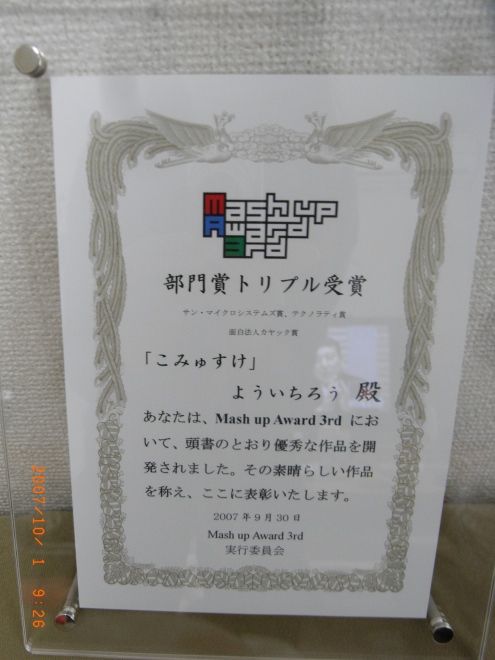 Mash up
Award
3rd
部門賞トリプル受賞
サン・マイクロシステムズ賞、テクノラティ賞
面白法人カヤック賞
「こみゅすけ」
よういちろう 殿
あなたは、Mash up Award 3rd にお
いて、頭書のとおり優秀な作品を開
発されました。その素晴らしい作品
を称え、ここに表彰いたします。
2007 年 9 月 30 日
Mash up Award 3rd
実行委員会
2007/10/ 1 9:26